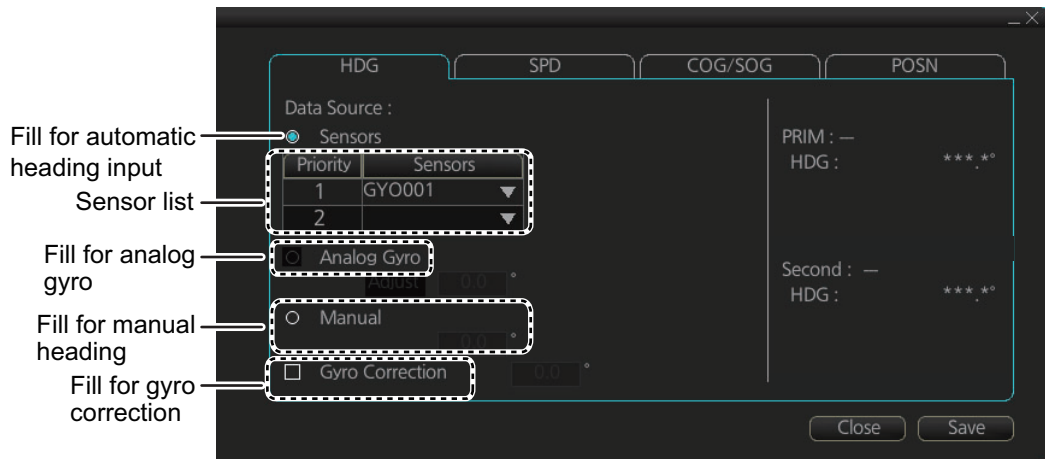 HDG
SPD
COG/SOG
POSN
Data Source :
Fill for automatic
heading input
Sensors
Priority Sensors
Sensor list
1 GYO001
2
Fill for analog
gyro
Analog Gyro
Adjust 0.0 °
Fill for manual
heading
Manual
0.0 °
Fill for gyro
correction
Gyro Correction 0.0 °
PRIM : —
HDG : ***.*°
Second : —
HDG : ***.*°
Close
Save